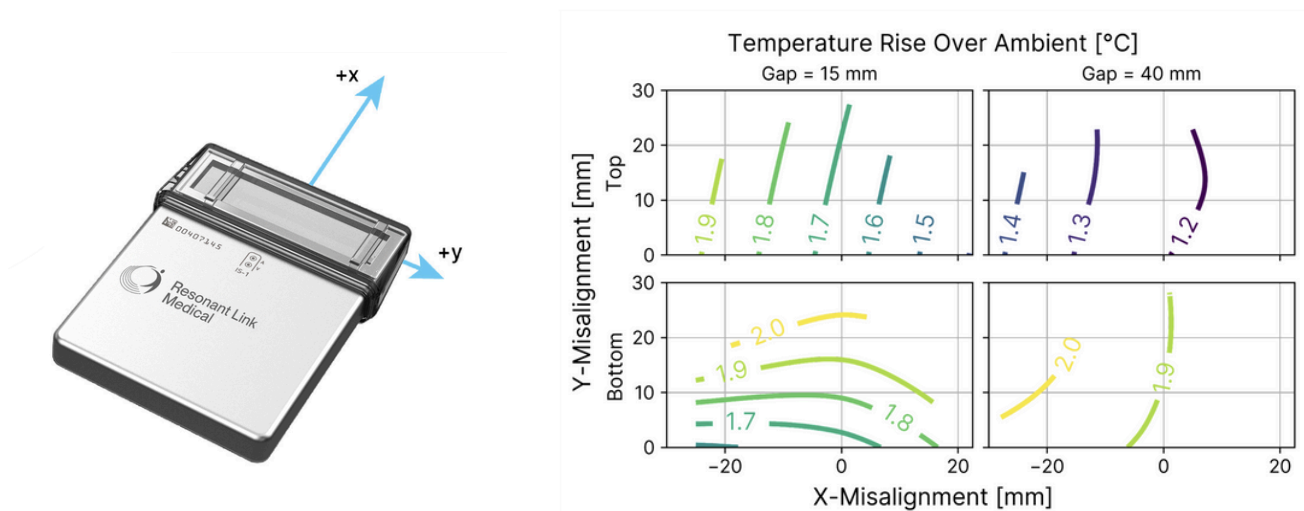 +x
+y
00407145
IS-1
Resonant Link
Medical
Temperature Rise Over Ambient [°C]
Gap = 15 mm
Gap = 40 mm
Y-Misalignment [mm]
Top
30
20
10
0
1.9
1.8
1.7
1.6
1.5
1.4
1.3
1.2
Bottom
30
20
10
0
2.0
1.9
1.8
1.7
2.0
1.9
−20
0
20
−20
0
20
X-Misalignment [mm]